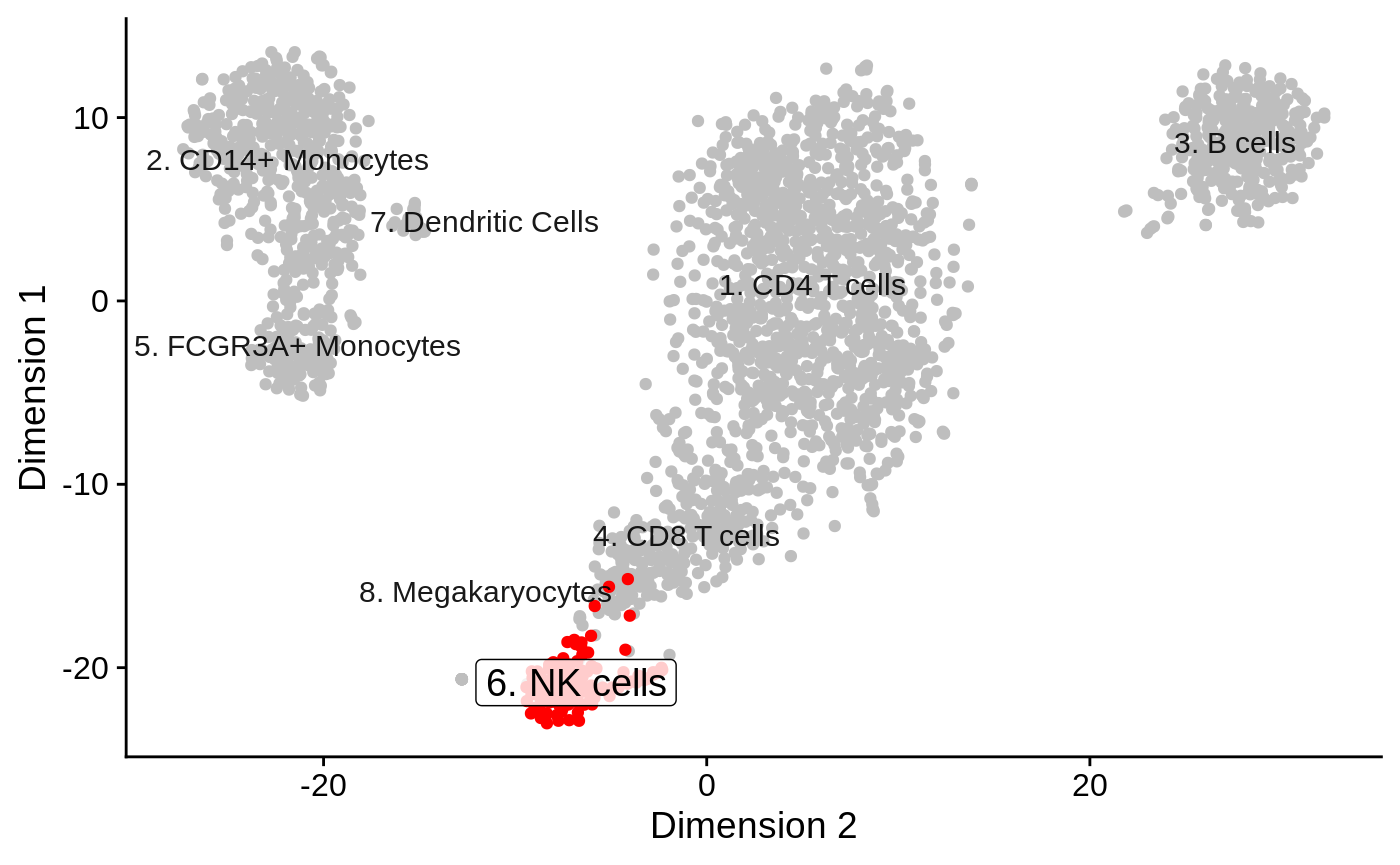 10
2. CD14+ Monocytes
3. B cells
7. Dendritic Cells
1. CD4 T cells
0
5. FCGR3A+ Monocytes
Dimension 1
-10
4. CD8 T cells
8. Megakaryocytes
-20
6. NK cells
-20
0
20
Dimension 2